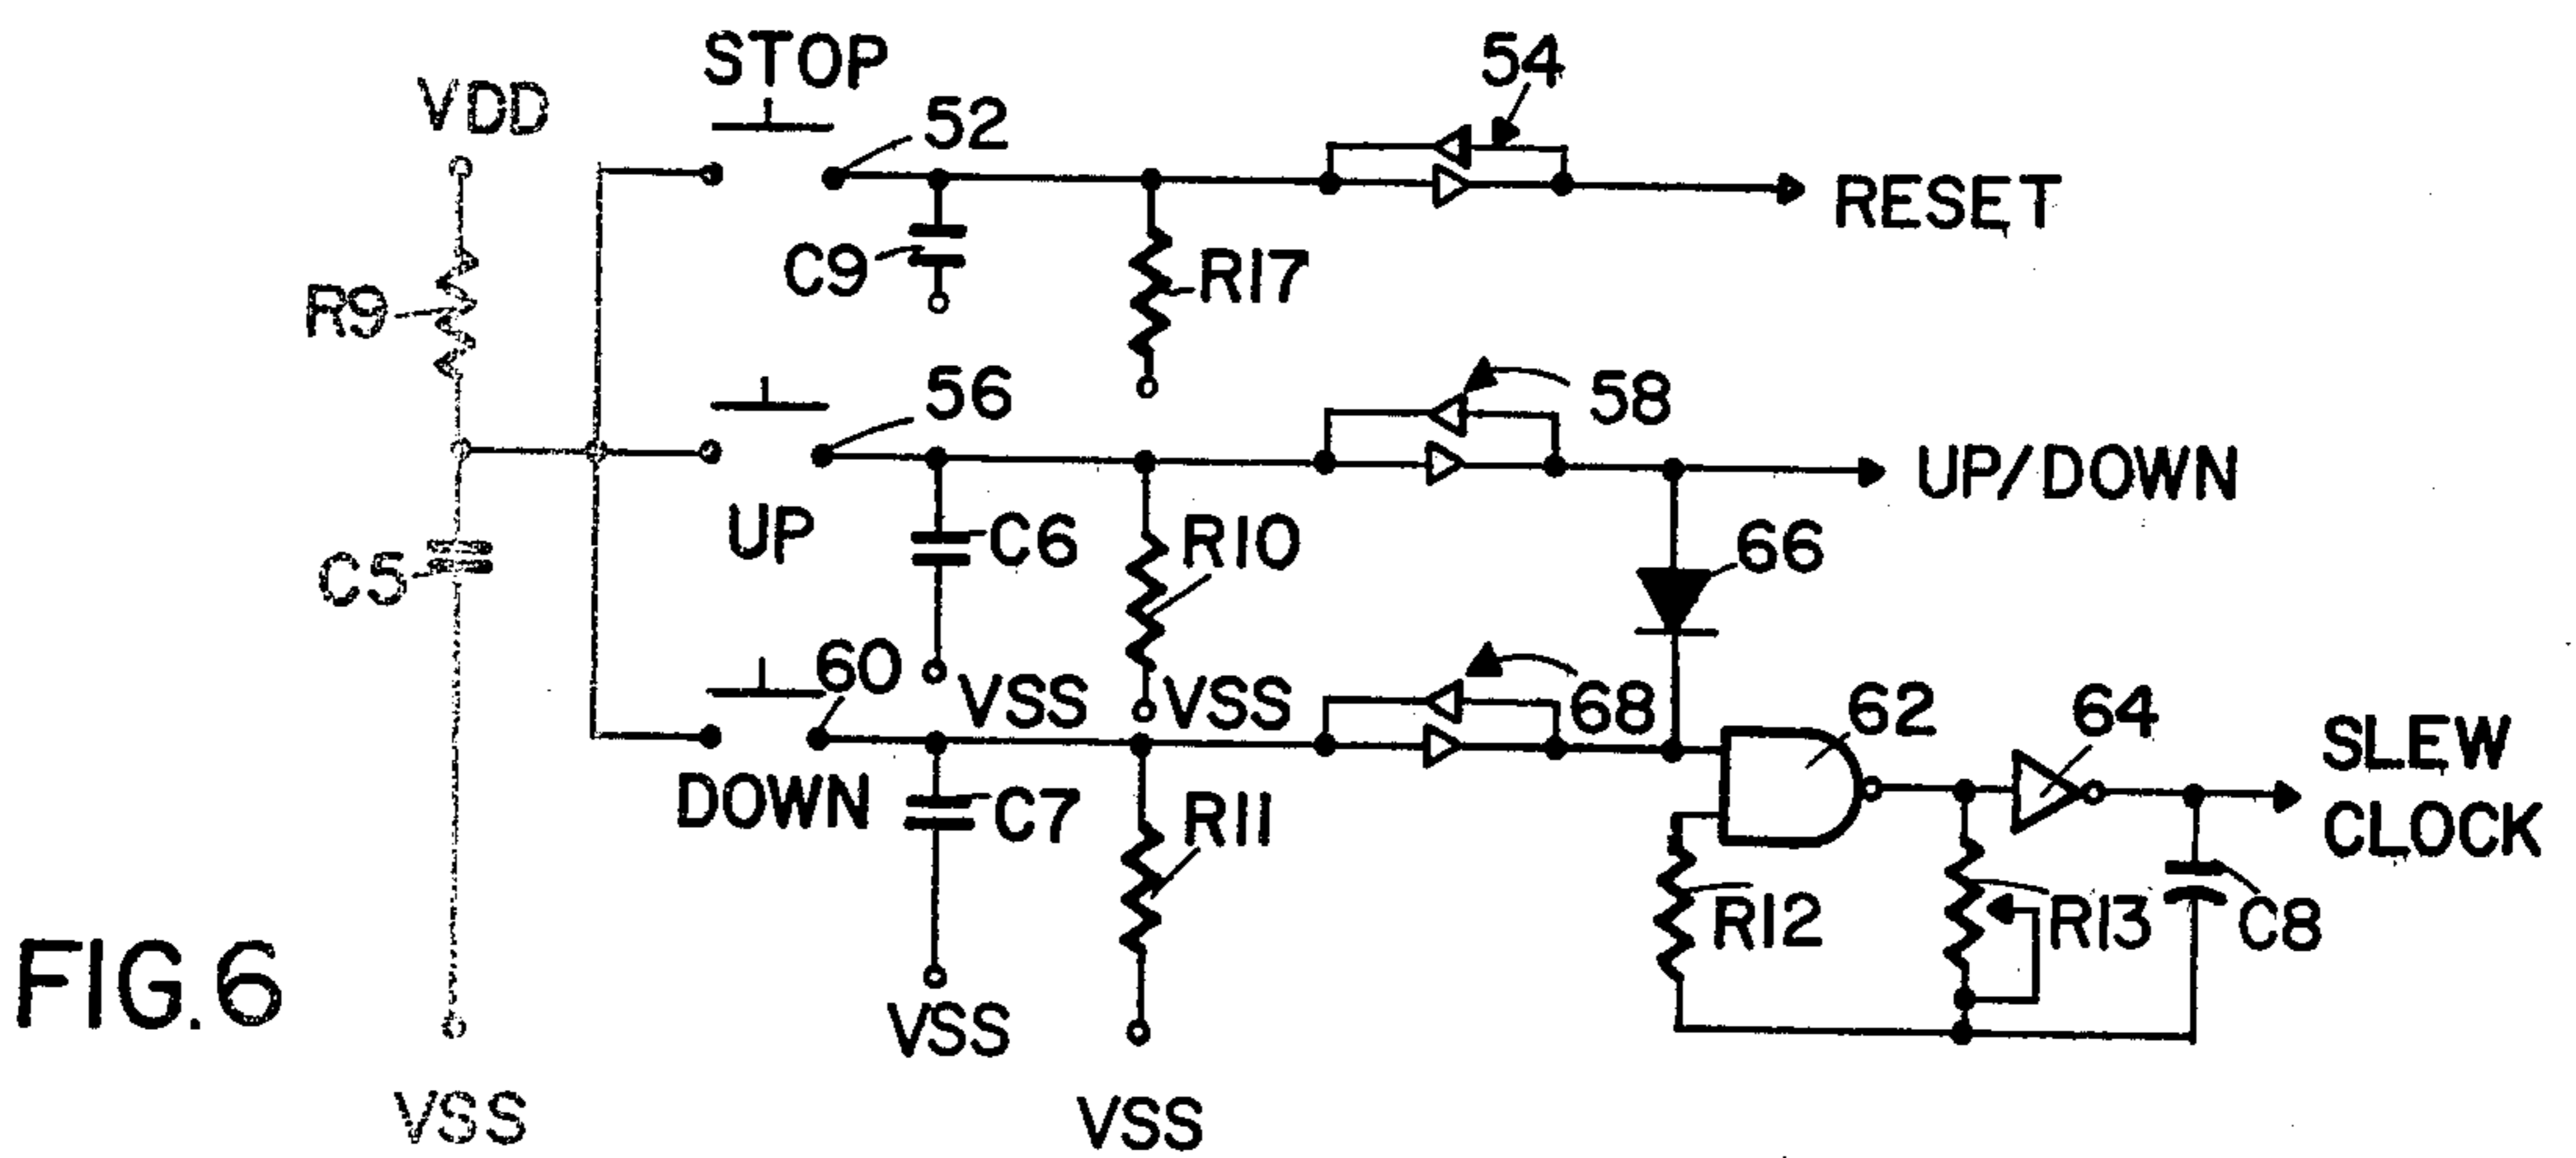 STOP
54
VDD
52
RESET
C9
R17
R9
56
58
UP/DOWN
UP
C6
R10
66
C5
60
VSS
VSS
68
62
64
SLEW
CLOCK
DOWN
C7
R11
R12
R13
C8
FIG.6
VSS
VSS
VSS